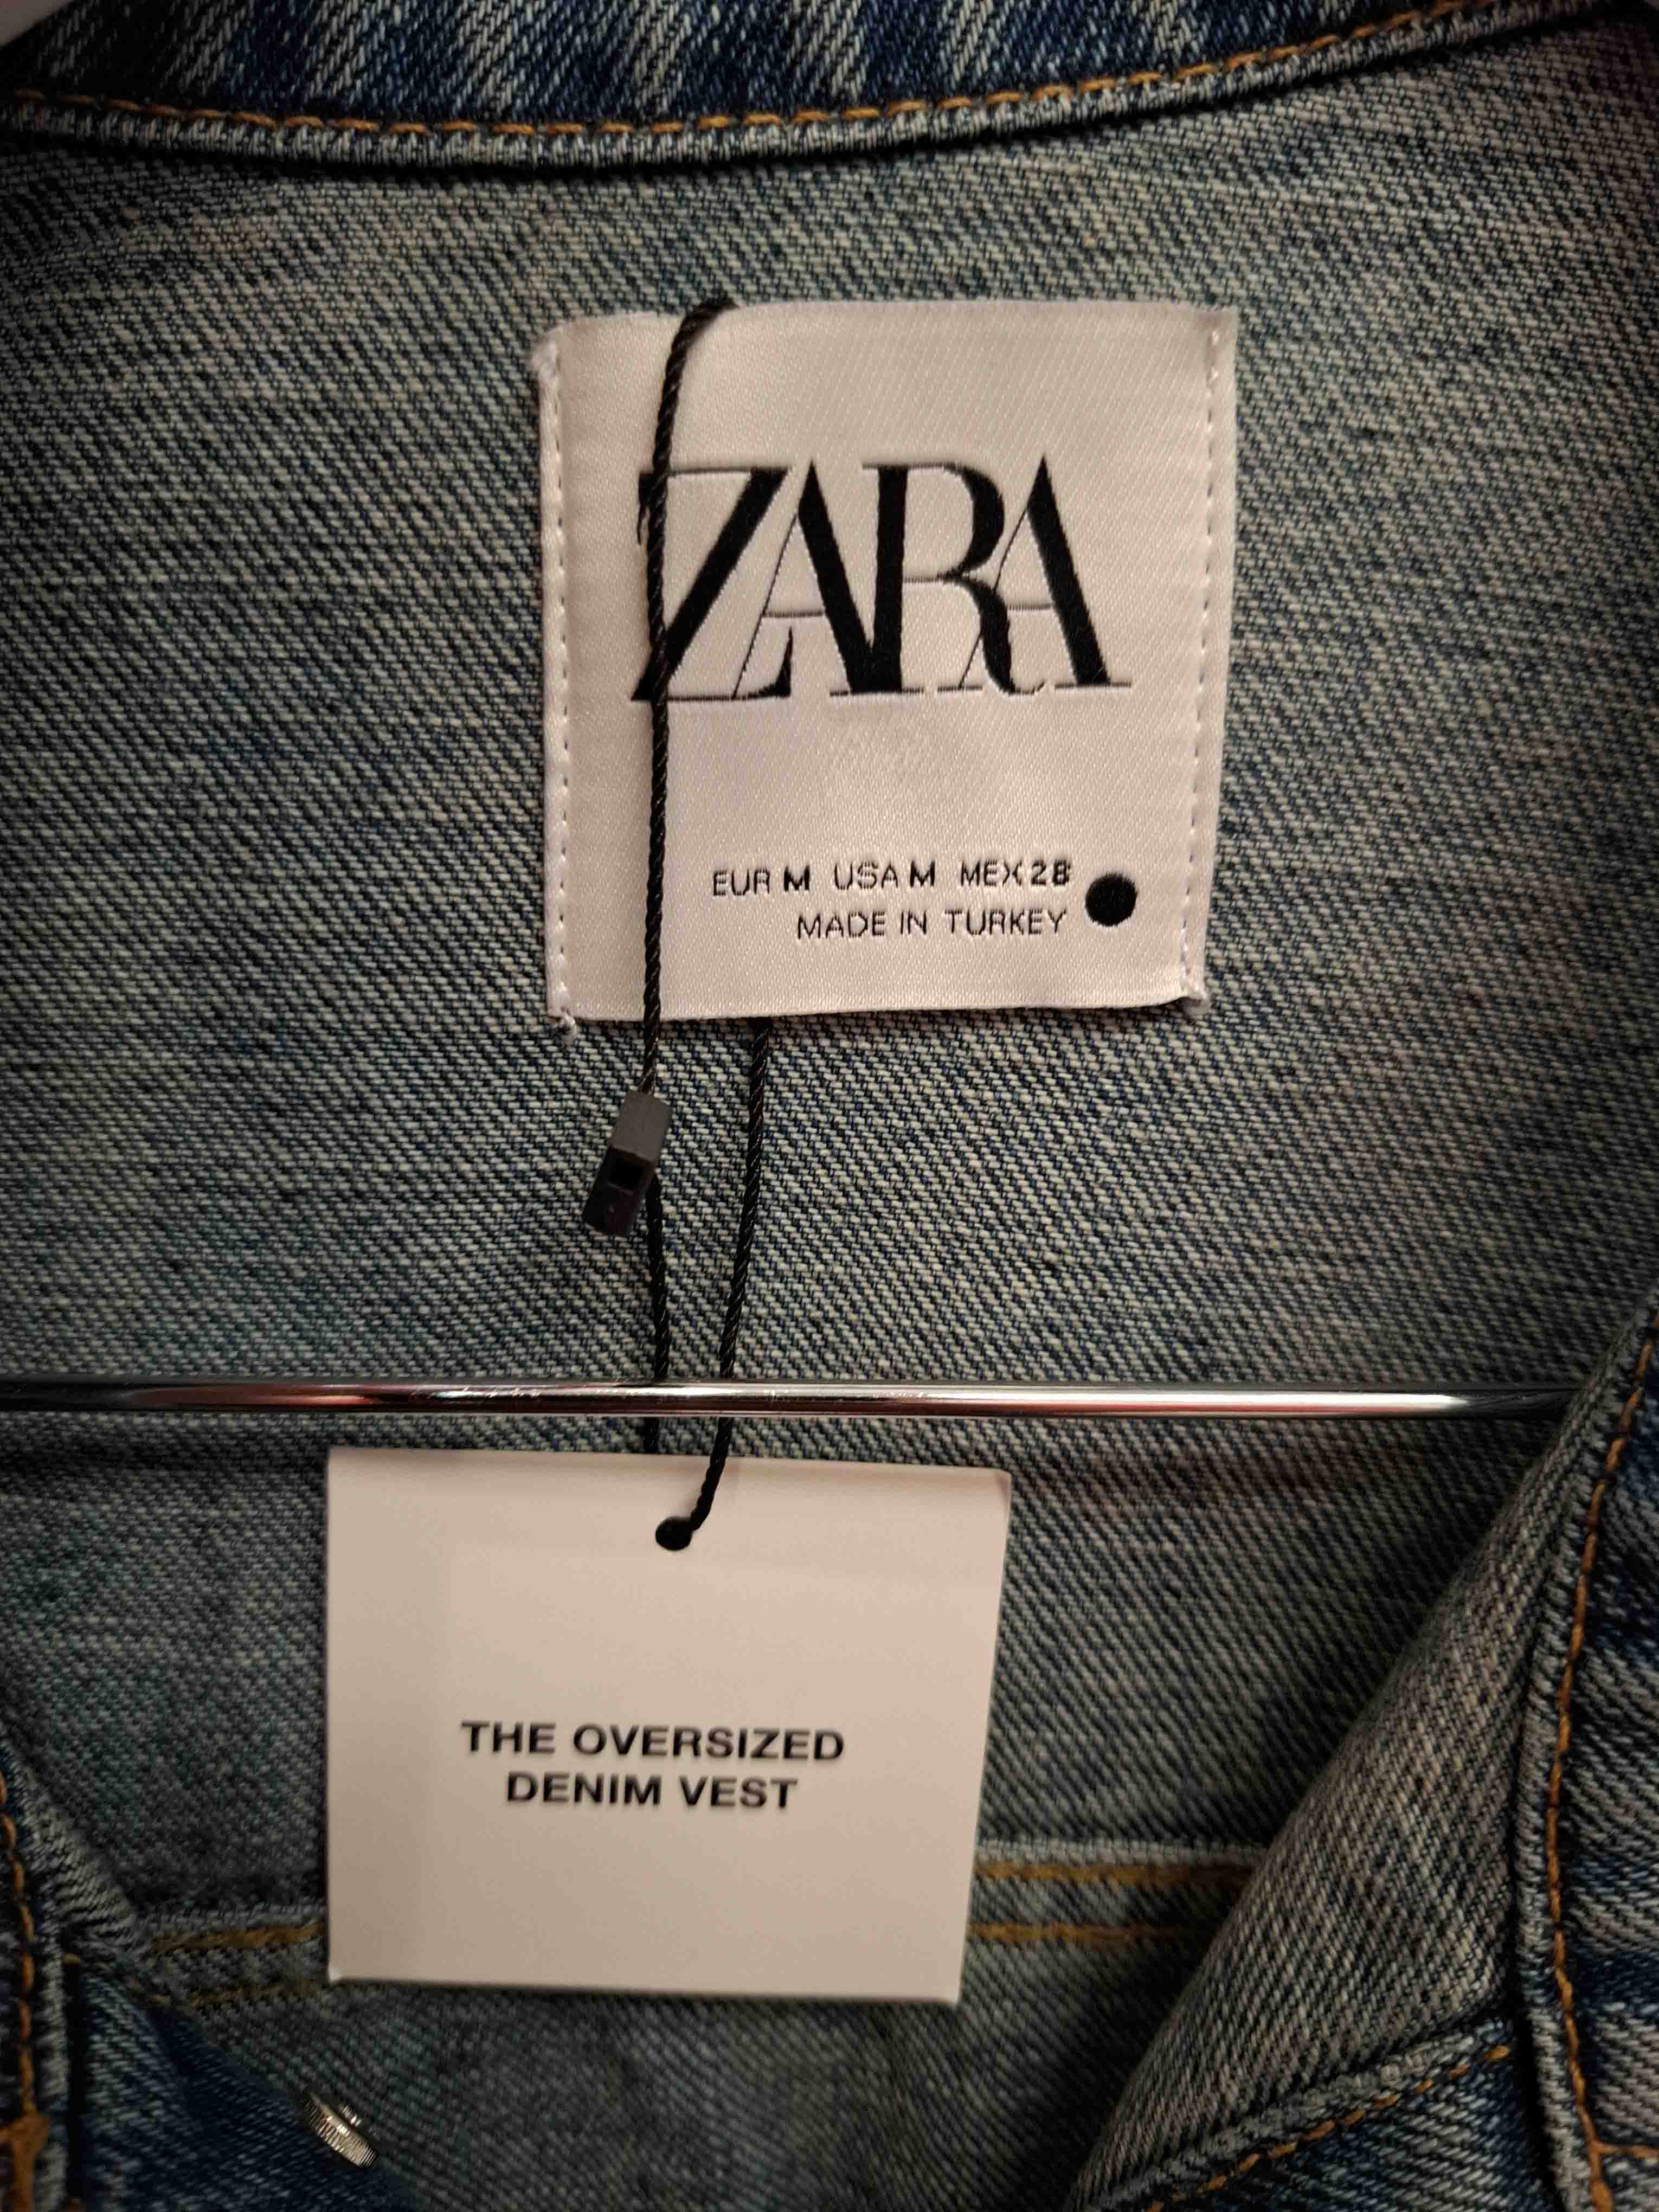 ZARA
EUR M USA M MEX 28
MADE IN TURKEY
THE OVERSIZED
DENIM VEST